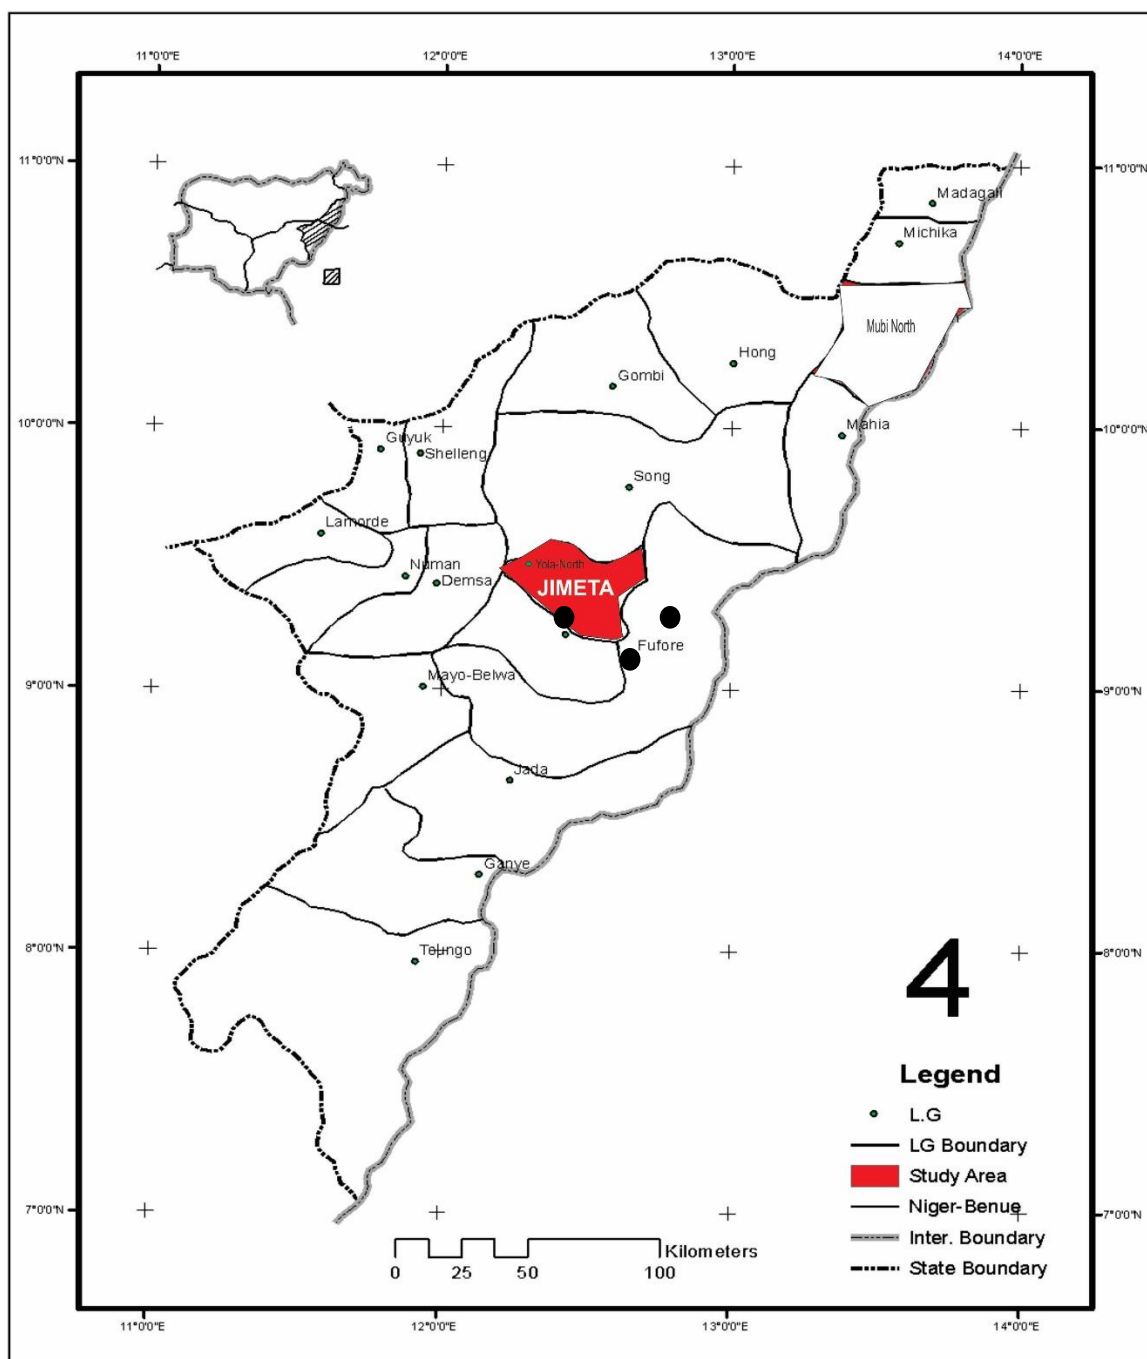 11°0'0"E 12°0'0"E 13°0'0"E 14°0'0"E
11°0'0"N 11°0'0"N
Madagali
Michika
Mubi North
Hong
Gombi
10°0'0"N 10°0'0"N
Mahia
Guyuk
Shelleng
Song
Lamorde
Yola-North
Numan
Demsa
JIMETA
Fufore
Mayo-Belwa
9°0'0"N 9°0'0"N
Jada
Ganye
8°0'0"N 8°0'0"N
Toungo
4
Legend
L.G
LG Boundary
Study Area
Niger-Benue
Inter. Boundary
State Boundary
7°0'0"N 7°0'0"N
Kilometers
0 25 50 100
11°0'0"E 12°0'0"E 13°0'0"E 14°0'0"E